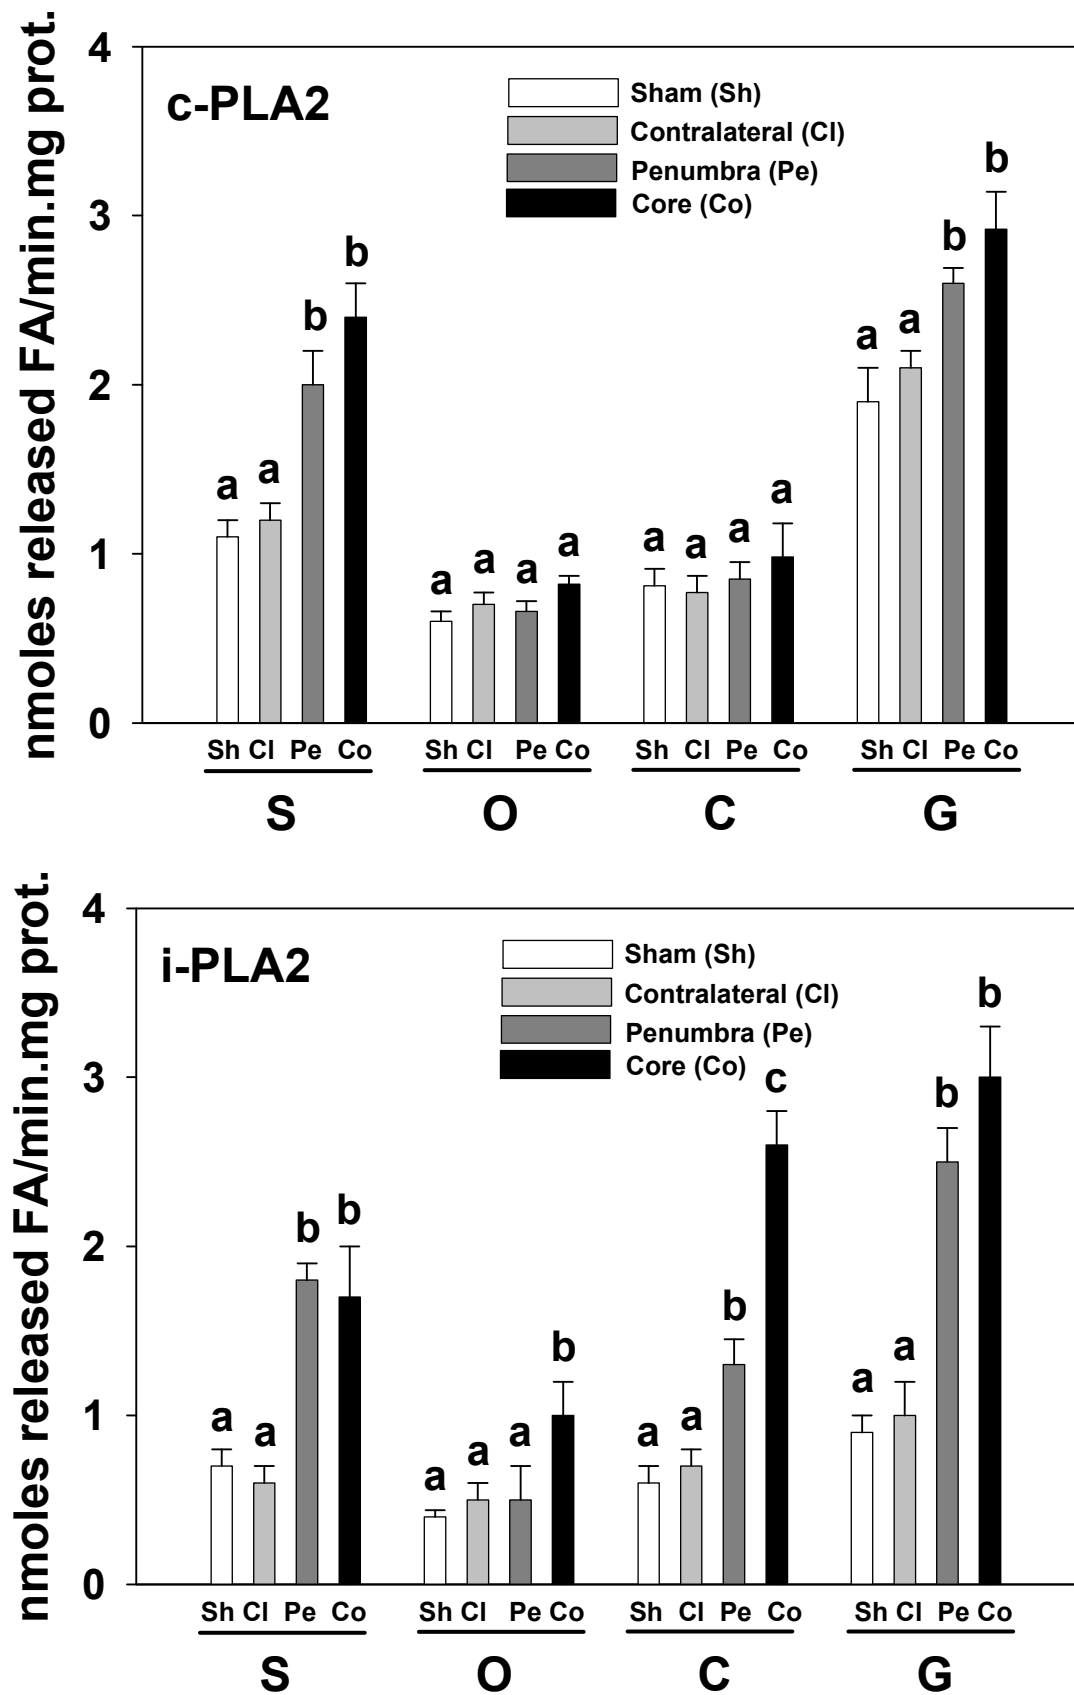 nmoles released FA/min.mg prot.
c-PLA2
Sham (Sh)
Contralateral (Cl)
Penumbra (Pe)
Core (Co)
4
3
2
1
0
a a b b
a a a a
a a a a
a a b b
Sh Cl Pe Co Sh Cl Pe Co Sh Cl Pe Co Sh Cl Pe Co
S O C G
nmoles released FA/min.mg prot.
i-PLA2
Sham (Sh)
Contralateral (Cl)
Penumbra (Pe)
Core (Co)
4
3
2
1
0
a a b b
a a a b
a a b c
a a b b
Sh Cl Pe Co Sh Cl Pe Co Sh Cl Pe Co Sh Cl Pe Co
S O C G